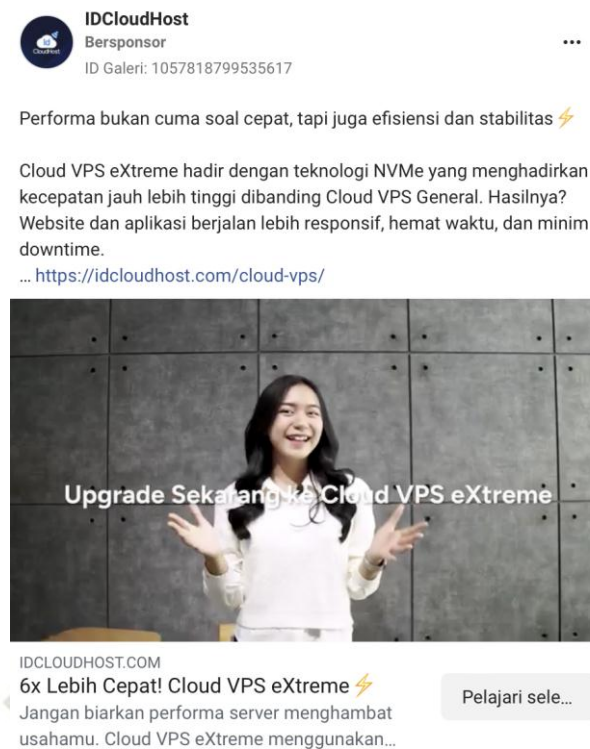 IDCloudHost
Bersponsor
ID Galeri: 1057818799535617
Performa bukan cuma soal cepat, tapi juga efisiensi dan stabilitas⚡
Cloud VPS eXtreme hadir dengan teknologi NVMe yang menghadirkan
kecepatan jauh lebih tinggi dibanding Cloud VPS General. Hasilnya?
Website dan aplikasi berjalan lebih responsif, hemat waktu, dan minim
downtime.
... https://idcloudhost.com/cloud-vps/
Upgrade Sekarang ke Cloud VPS eXtreme
IDCLOUDHOST.COM
6x Lebih Cepat! Cloud VPS eXtreme⚡
Pelajari sele...
Jangan biarkan performa server menghambat
usahamu. Cloud VPS eXtreme menggunakan...